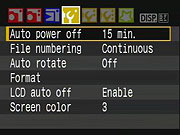 DISP.
Auto power off 15 min.
File numbering Continuous
Auto rotate Off
Format
LCD auto off Enable
Screen color 3